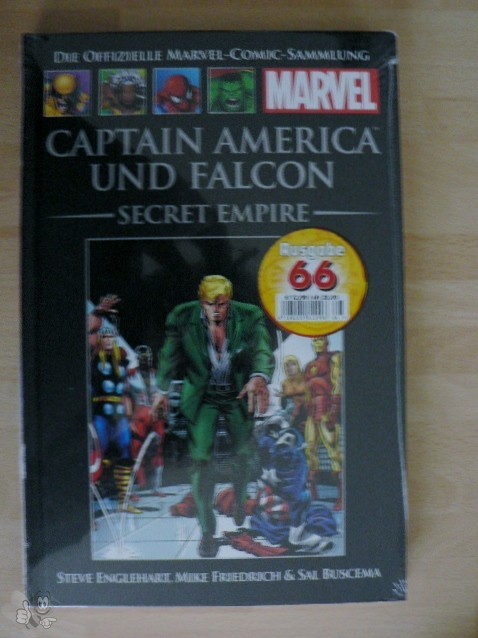 Die Offizielle Marvel-Comic-Sammlung
MARVEL
CAPTAIN AMERICA
UND FALCON
SECRET EMPIRE
Ausgabe
66
Steve Englehart, Mike Friedrich & Sal Buscema